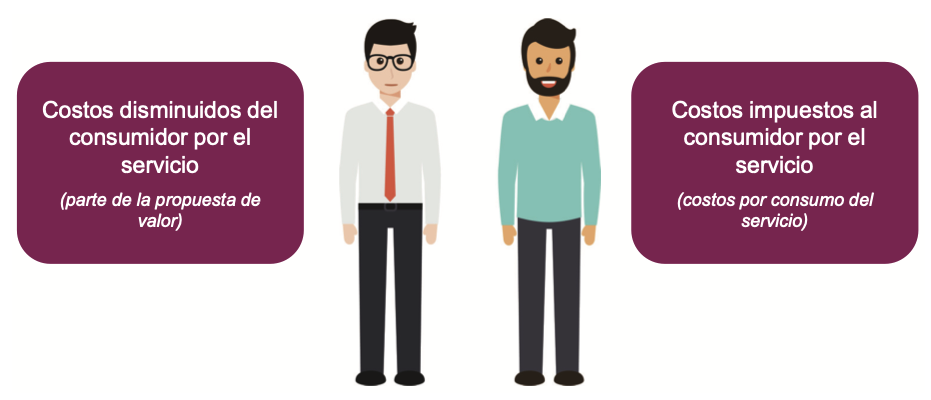 Costos disminuidos del
consumidor por el
servicio
(parte de la propuesta de
valor)
Costos impuestos al
consumidor por el
servicio
(costos por consumo del
servicio)